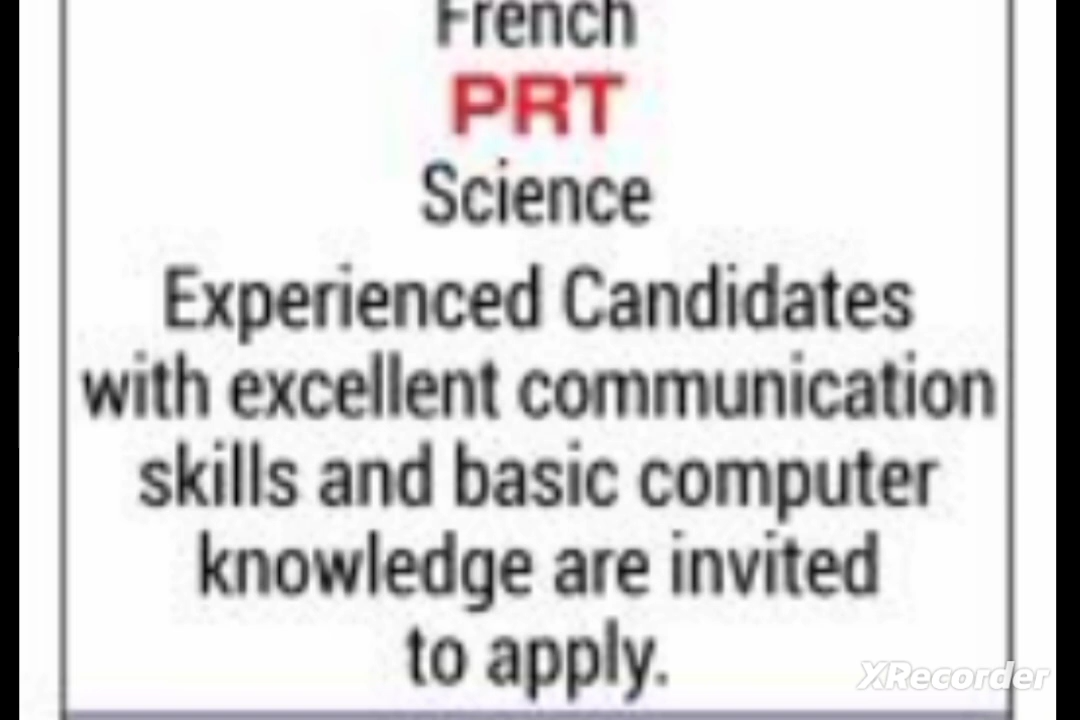 French
PRT
Science
Experienced Candidates
with excellent communication
skills and basic computer
knowledge are invited
to apply.
XRecorder